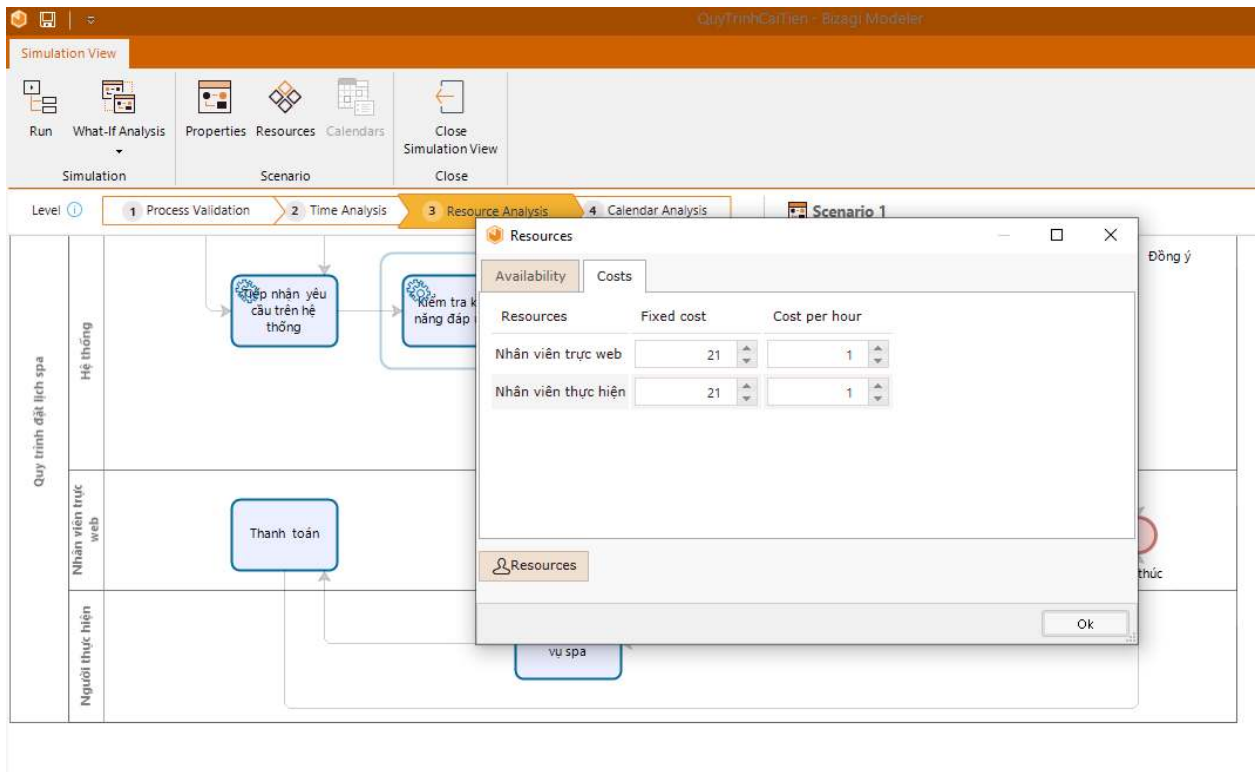 QuyTrinhCaiTien - Bizagi Modeler
Simulation View
Run
What-If Analysis
Properties
Resources
Calendars
Close
Simulation View
Simulation
Scenario
Close
Level
1 Process Validation
2 Time Analysis
3 Resource Analysis
4 Calendar Analysis
Scenario 1
Resources
Availability
Costs
Resources
Fixed cost
Cost per hour
Nhân viên trực web
21
1
Nhân viên thực hiện
21
1
Resources
Ok
Quy trình đặt lịch spa
Hệ thống
Tiếp nhận yêu
cầu trên hệ
thống
Kiểm tra k
năng đáp
Đồng ý
Nhân viên trực
web
Thanh toán
thúc
Người thực hiện
vụ spa